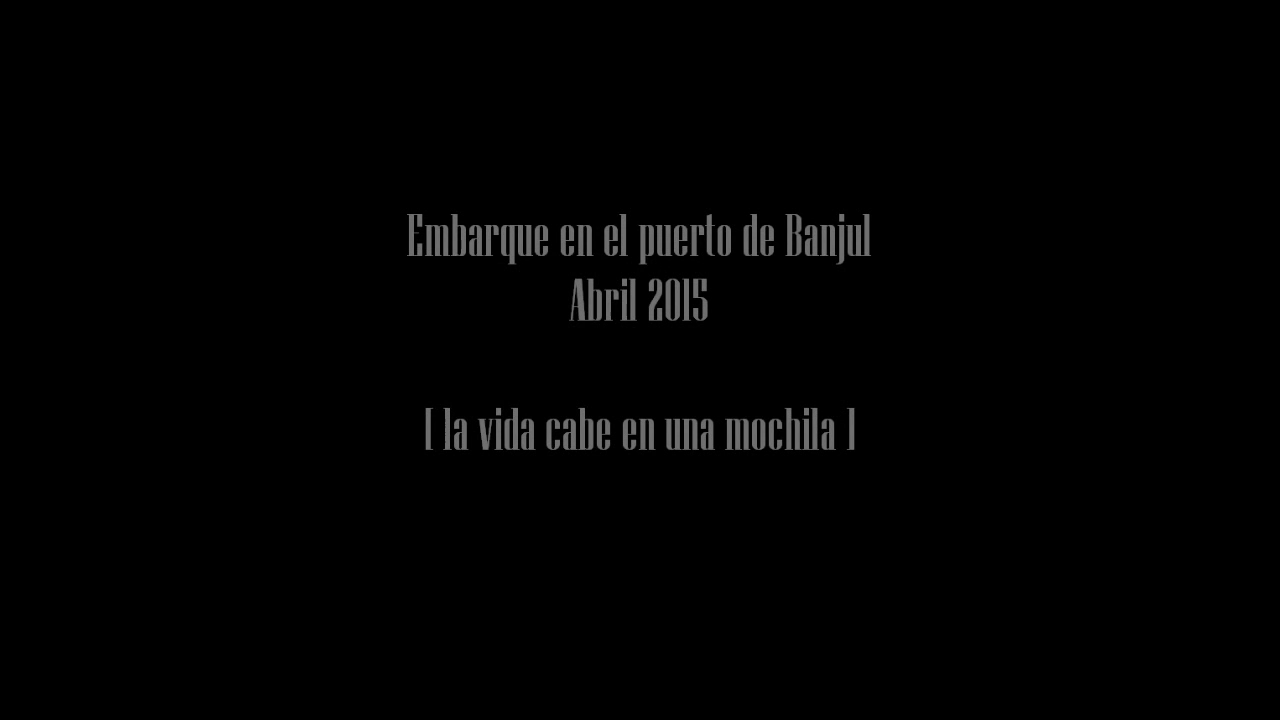 Embarque en el puerto de Banjul
Abril 2015
[ la vida cabe en una mochila ]